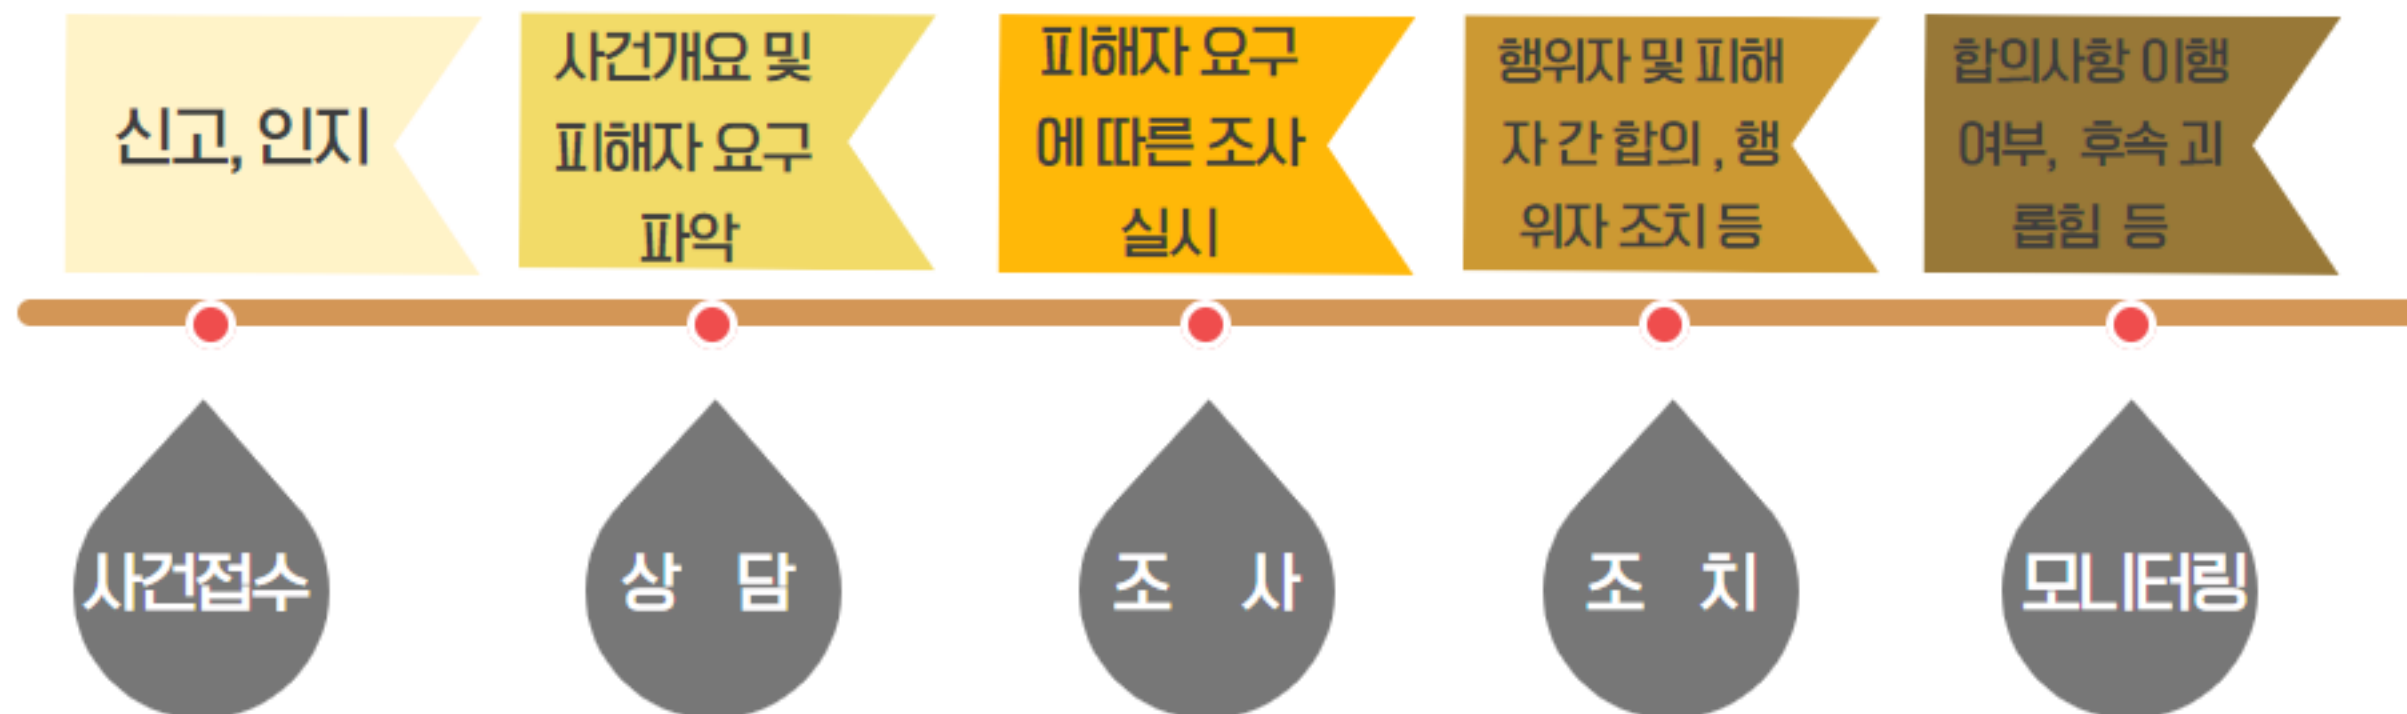 신고, 인지
사건개요 및
피해자 요구
파악
피해자 요구
에 따른 조사
실시
행위자 및 피해
자 간 합의 , 행
위자 조치 등
합의사항 이행
여부, 후속 괴
롭힘 등
사건접수
상 담
조 사
조 치
모니터링